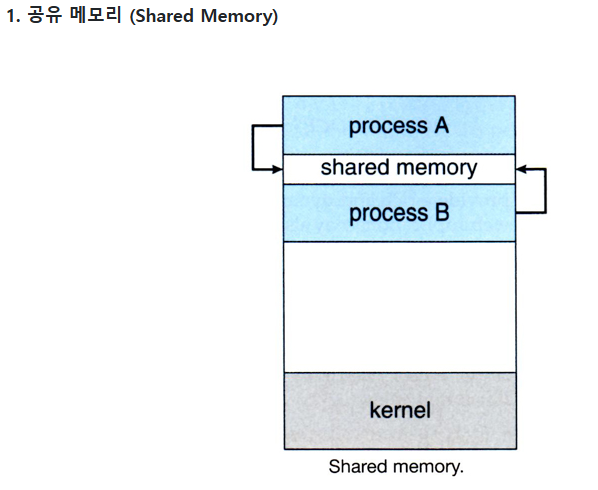 1. 공유 메모리 (Shared Memory)
process A
shared memory
process B
kernel
Shared memory.